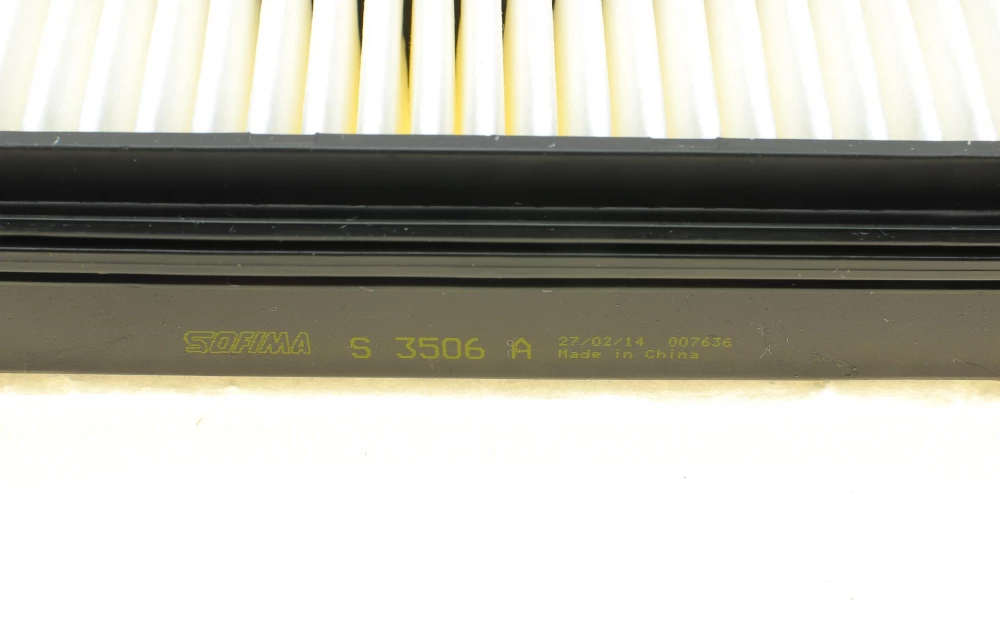 SOFIMA S 3506 A 27/02/14 007636
Made in China